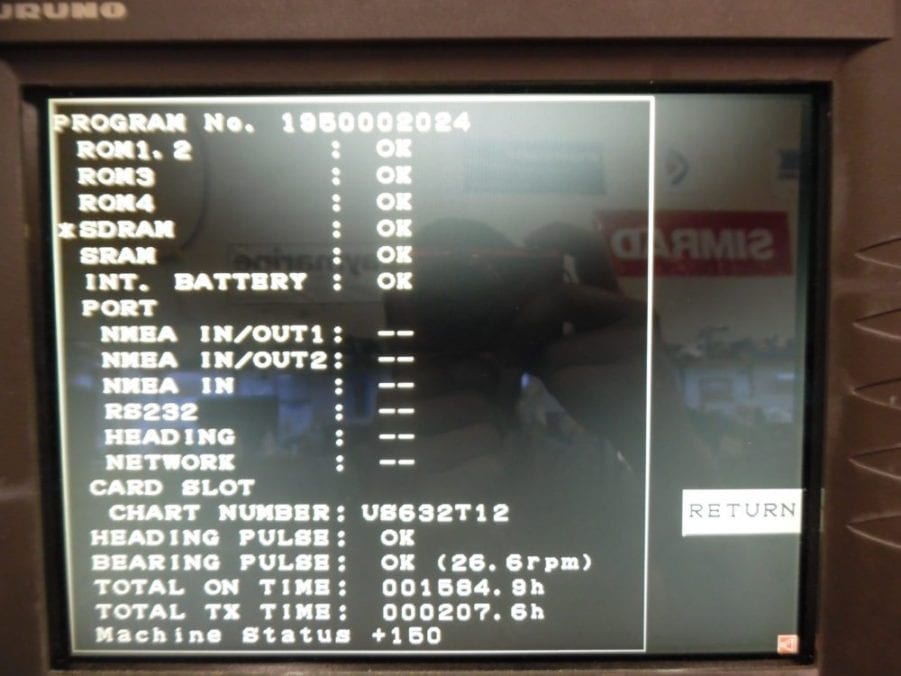 FURUNO
PROGRAM No. 1950002024
ROM1.2 : OK
ROM3 : OK
ROM4 : OK
*SDRAM : OK
SRAM : OK
INT. BATTERY : OK
PORT
NMEA IN/OUT1: --
NMEA IN/OUT2: --
NMEA IN : --
RS232 : --
HEADING : --
NETWORK : --
CARD SLOT
CHART NUMBER: US632T12
HEADING PULSE: OK
BEARING PULSE: OK (26.6rpm)
TOTAL ON TIME: 001584.9h
TOTAL TX TIME: 000207.6h
Machine Status +150
RETURN
SIMRAD